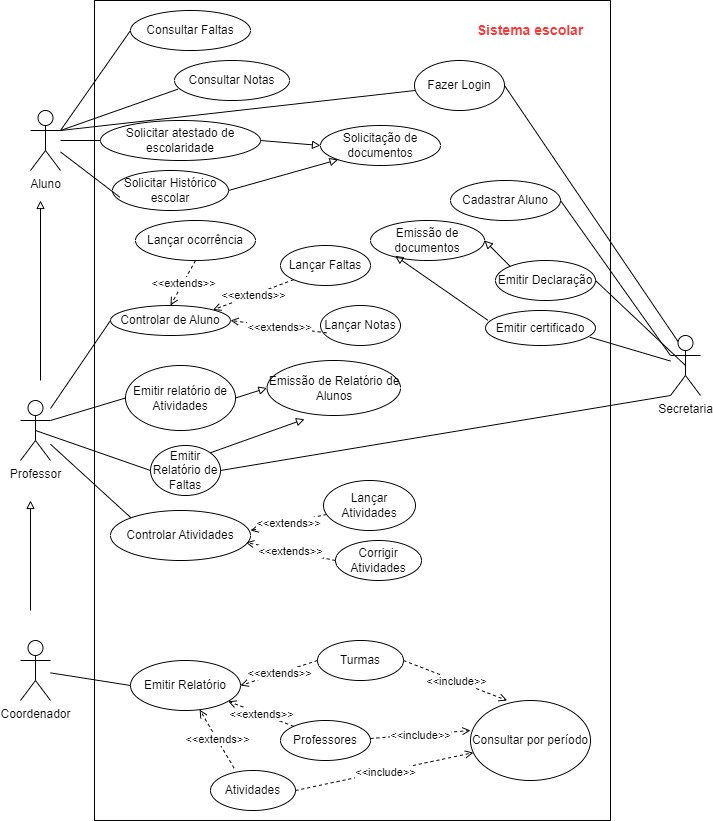 Sistema escolar
Consultar Faltas
Consultar Notas
Fazer Login
Aluno
Solicitar atestado de
escolaridade
Solicitação de
documentos
Solicitar Histórico
escolar
Cadastrar Aluno
Lançar ocorrência
Emissão de
documentos
Lançar Faltas
<<extends>>
<<extends>>
Emitir Declaração
Controlar de Aluno
<<extends>>
Lançar Notas
Emitir certificado
Secretaria
Emitir relatório de
Atividades
Emissão de Relatório de
Alunos
Professor
Emitir
Relatório de
Faltas
Lançar
Atividades
<<extends>>
Controlar Atividades
<<extends>>
Corrigir
Atividades
Coordenador
Emitir Relatório
<<extends>>
Turmas
<<include>>
<<extends>>
Professores
<<include>>
Consultar por período
<<extends>>
Atividades
<<include>>